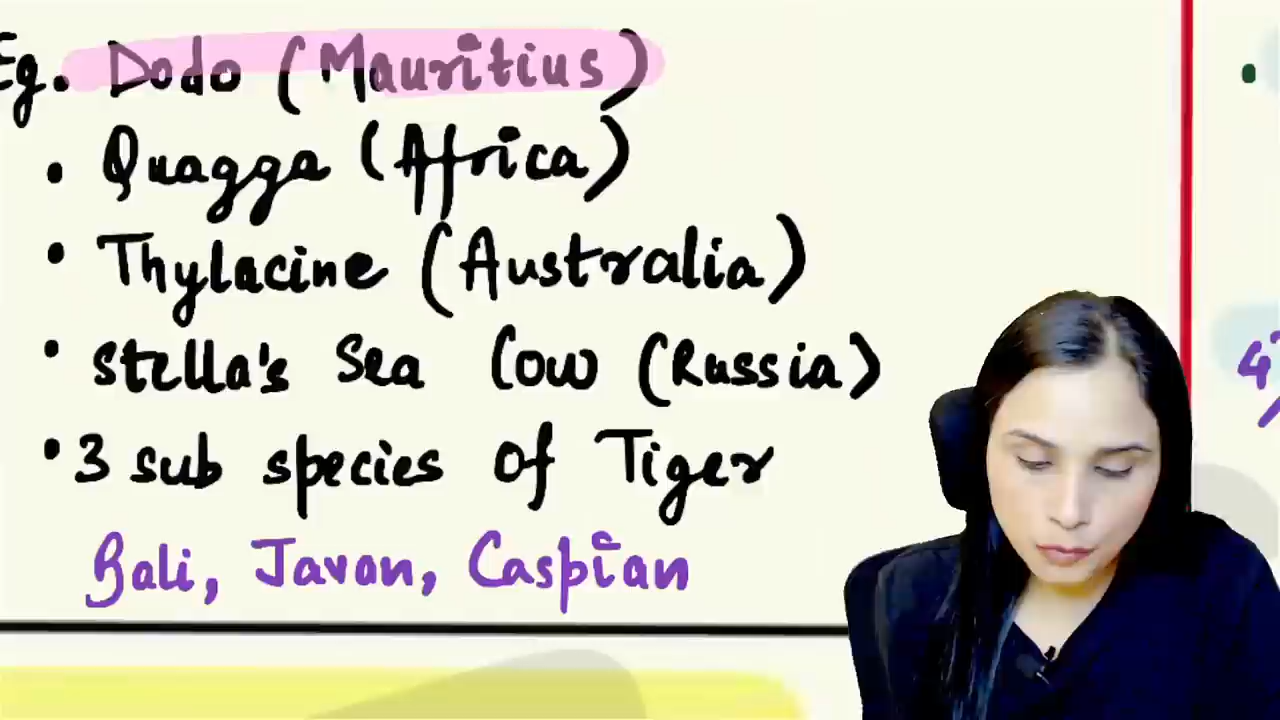 Eg. Dodo (Mauritius)
• Quagga (Africa)
• Thylacine (Australia)
• Stella's Sea Cow (Russia)
• 3 sub species of Tiger
Bali, Javan, Caspian